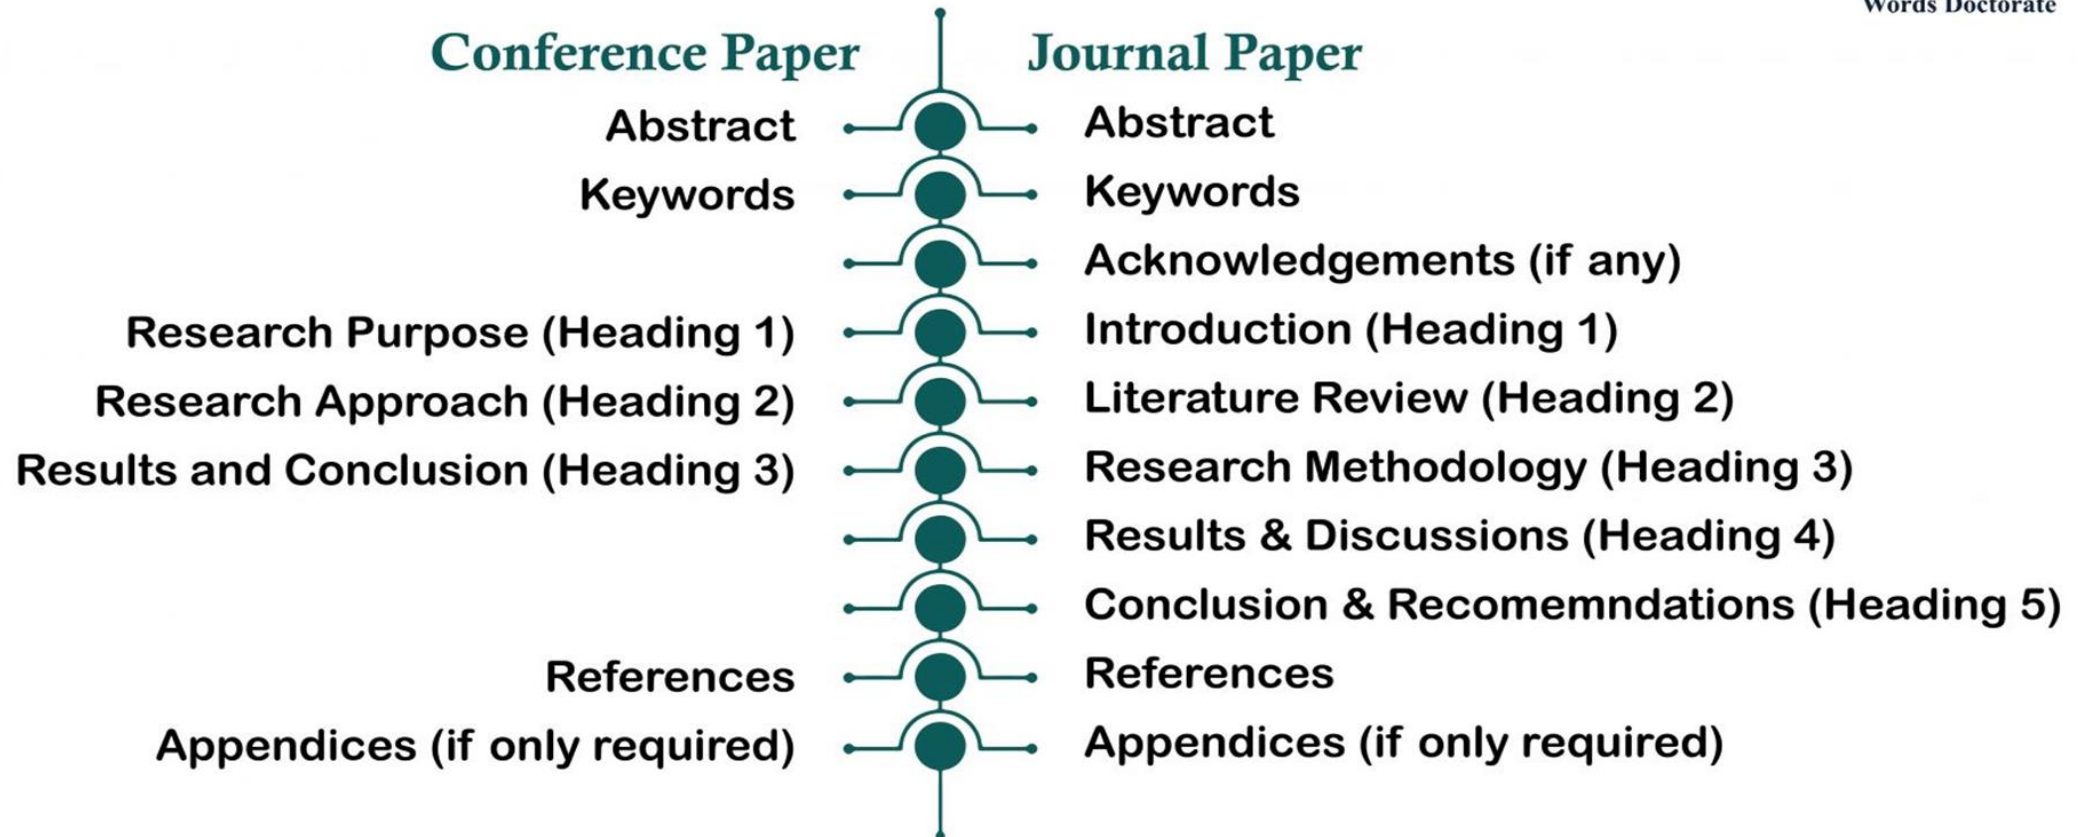 Words Doctorate
Conference Paper
Journal Paper
Abstract
Abstract
Keywords
Keywords
Acknowledgements (if any)
Research Purpose (Heading 1)
Introduction (Heading 1)
Research Approach (Heading 2)
Literature Review (Heading 2)
Results and Conclusion (Heading 3)
Research Methodology (Heading 3)
Results & Discussions (Heading 4)
Conclusion & Recomemndations (Heading 5)
References
References
Appendices (if only required)
Appendices (if only required)